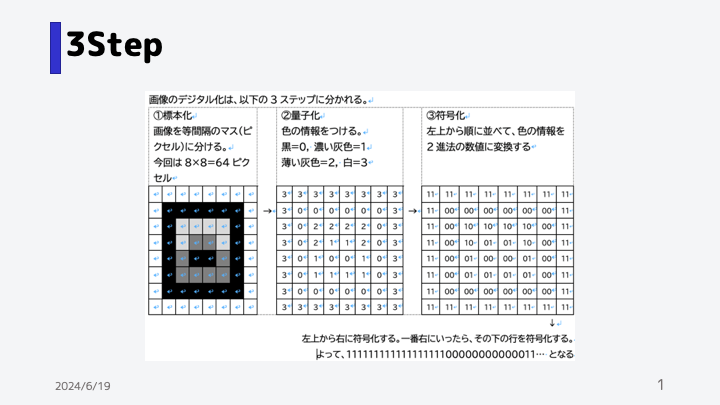 3Step
画像のデジタル化は、以下の 3 ステップに分かれる。
①標本化
画像を等間隔のマス(ピ
クセル)に分ける。
今回は 8×8=64 ピク
セル
②量子化
色の情報をつける。
黒=0, 濃い灰色=1
薄い灰色=2, 白=3
③符号化
左上から順に並べて、色の情報を
2 進法の数値に変換する
→
3 3 3 3 3 3 3 3
3 0 0 0 0 0 0 3
3 0 2 2 2 2 0 3
3 0 2 1 1 2 0 3
3 0 1 0 0 1 0 3
3 0 1 1 1 1 0 3
3 0 0 0 0 0 0 3
3 3 3 3 3 3 3 3
→
11 11 11 11 11 11 11 11
11 00 00 00 00 00 00 11
11 00 10 10 10 10 00 11
11 00 10 01 01 10 00 11
11 00 01 00 00 01 00 11
11 00 01 01 01 01 00 11
11 00 00 00 00 00 00 11
11 11 11 11 11 11 11 11
↓
左上から右に符号化する。一番右にいったら、その下の行を符号化する。
よって、11111111111111111100000000000011… となる
2024/6/19
1